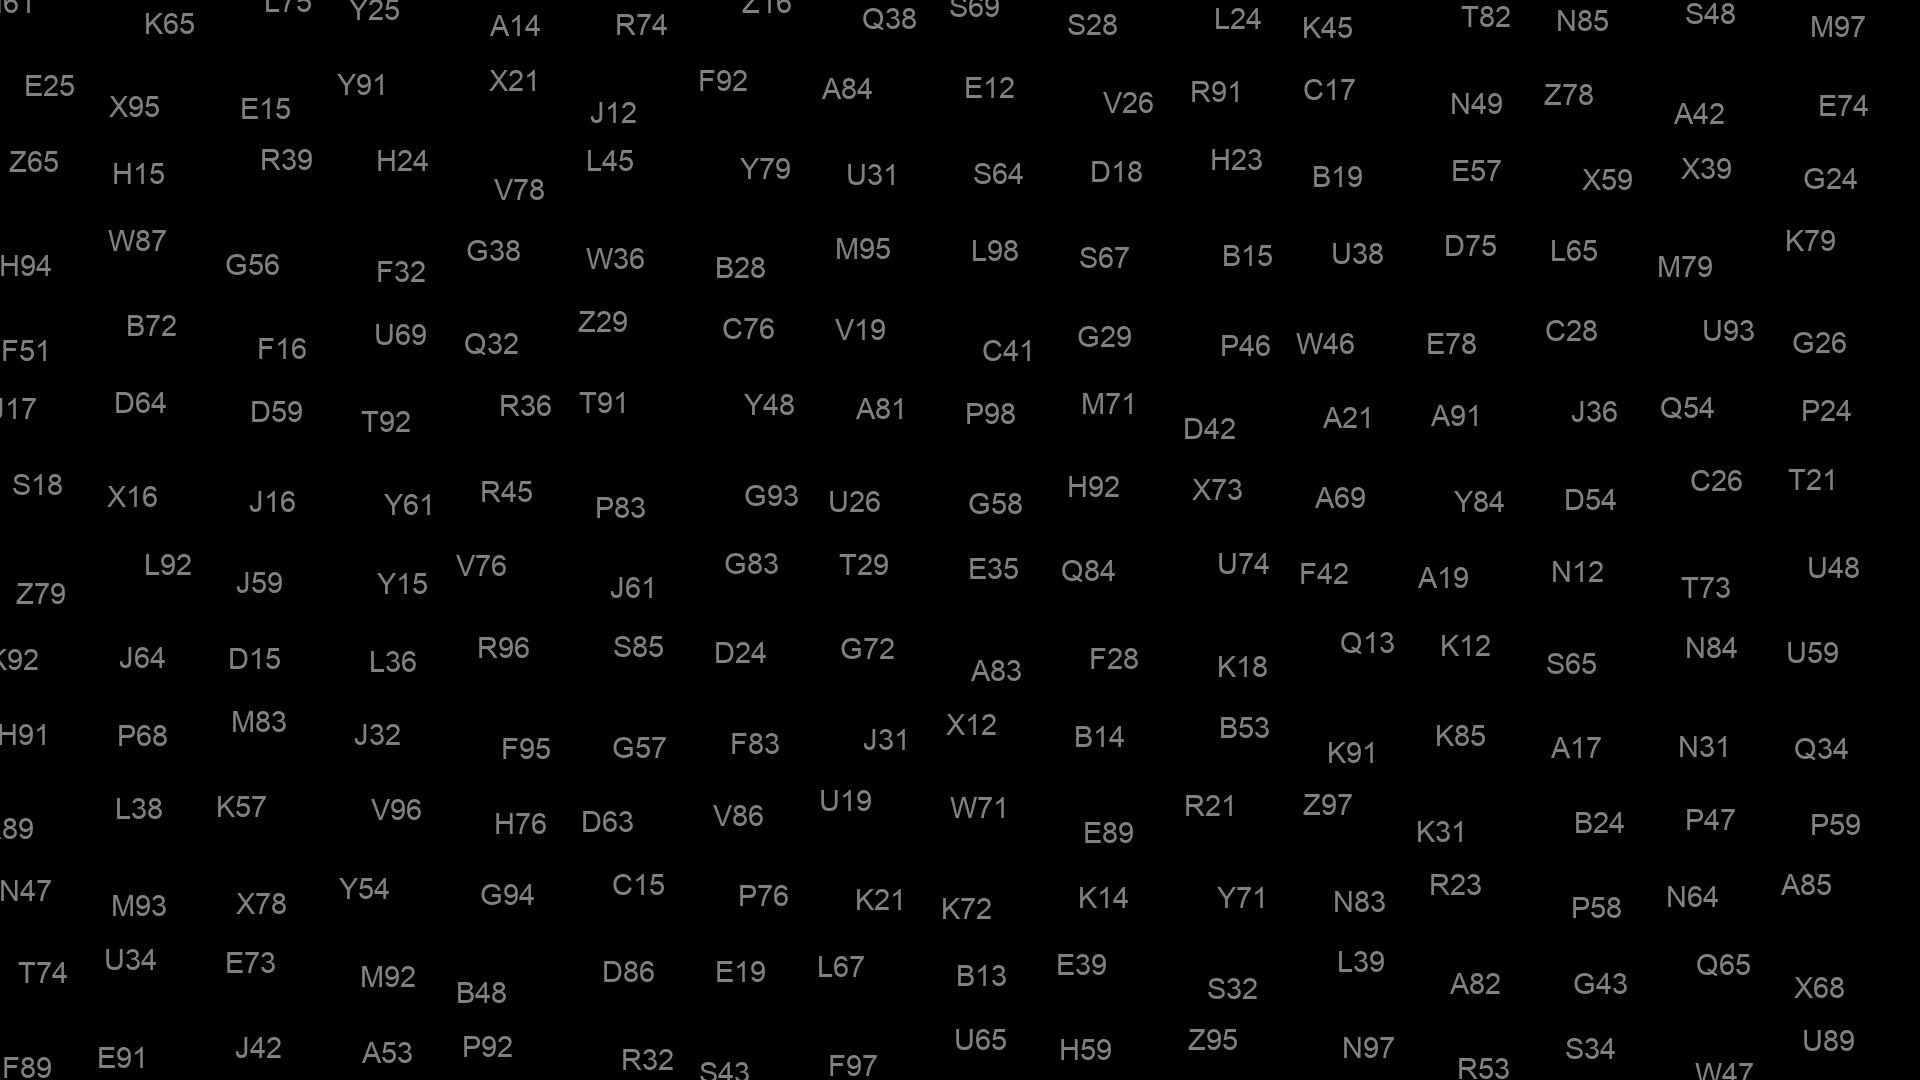 K65 L75 Y25 A14 R74 Z16 Q38 S69 S28 L24 K45 T82 N85 S48 M97
E25 X95 E15 Y91 X21 J12 F92 A84 E12 V26 R91 C17 N49 Z78 A42 E74
Z65 H15 R39 H24 V78 L45 Y79 U31 S64 D18 H23 B19 E57 X59 X39 G24
H94 W87 G56 F32 G38 W36 B28 M95 L98 S67 B15 U38 D75 L65 M79 K79
F51 B72 F16 U69 Q32 Z29 C76 V19 C41 G29 P46 W46 E78 C28 U93 G26
J17 D64 D59 T92 R36 T91 Y48 A81 P98 M71 D42 A21 A91 J36 Q54 P24
S18 X16 J16 Y61 R45 P83 G93 U26 G58 H92 X73 A69 Y84 D54 C26 T21
Z79 L92 J59 Y15 V76 J61 G83 T29 E35 Q84 U74 F42 A19 N12 T73 U48
K92 J64 D15 L36 R96 S85 D24 G72 A83 F28 K18 Q13 K12 S65 N84 U59
H91 P68 M83 J32 F95 G57 F83 J31 X12 B14 B53 K91 K85 A17 N31 Q34
89 L38 K57 V96 H76 D63 V86 U19 W71 E89 R21 Z97 K31 B24 P47 P59
N47 M93 X78 Y54 G94 C15 P76 K21 K72 K14 Y71 N83 R23 P58 N64 A85
T74 U34 E73 M92 B48 D86 E19 L67 B13 E39 S32 L39 A82 G43 Q65 X68
F89 E91 J42 A53 P92 R32 S43 F97 U65 H59 Z95 N97 R53 S34 W47 U89